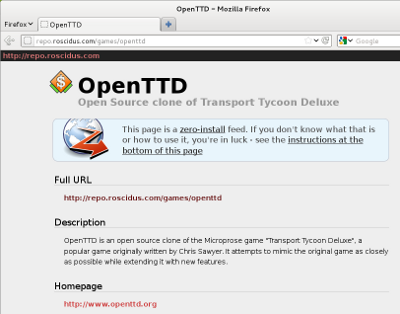 OpenTTD - Mozilla Firefox
Firefox
OpenTTD
repo.roscidus.com/games/openttd
Google
http://repo.roscidus.com
OpenTTD
Open Source clone of Transport Tycoon Deluxe
This page is a zero-install feed. If you don't know what that is
or how to use it, you're in luck - see the instructions at the
bottom of this page
Full URL
http://repo.roscidus.com/games/openttd
Description
OpenTTD is an open source clone of the Microprose game "Transport Tycoon Deluxe", a
popular game originally written by Chris Sawyer. It attempts to mimic the original game as closely
as possible while extending it with new features.
Homepage
http://www.openttd.org